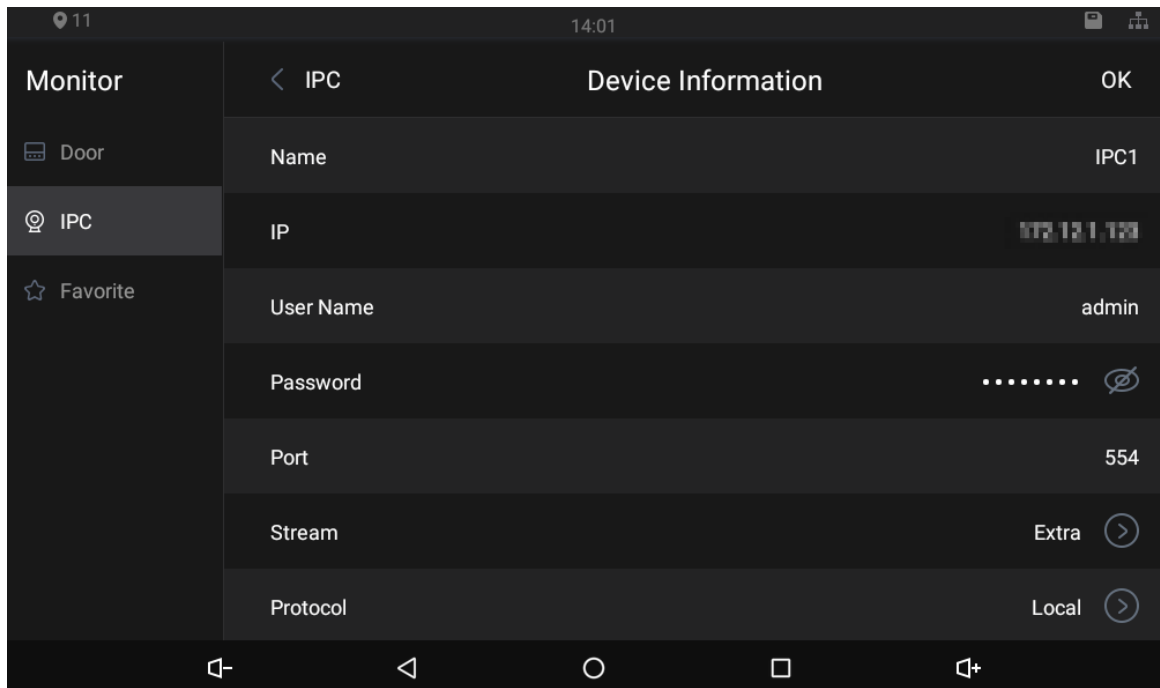 11
14:01
Monitor
IPC
Device Information
OK
Door
IPC
Favorite
Name
IPC1
IP
User Name
admin
Password
Port
554
Stream
Extra
Protocol
Local